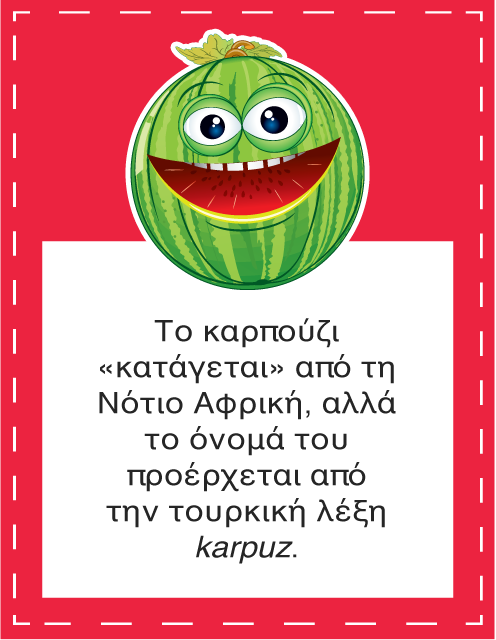 Το καρπούζι
«κατάγεται» από τη
Νότιο Αφρική, αλλά
το όνομά του
προέρχεται από
την τουρκική λέξη
karpuz.